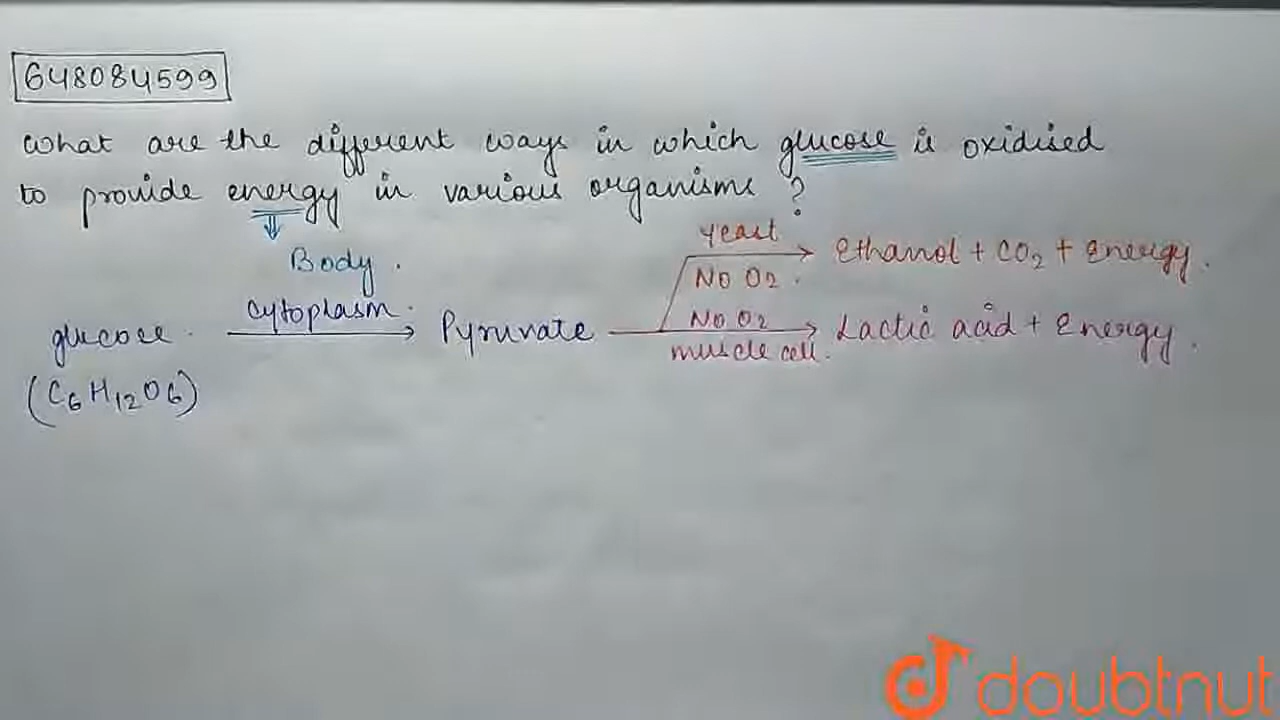 648084599
What are the different ways in which glucose is oxidised
to provide energy in various organisms ?
Body.
yeast
No O2.
Ethanol + CO2 + Energy.
glucose.
cytoplasm.
Pyruvate
No O2
muscle cell.
Lactic acid + Energy.
(C6H12O6)
doubtnut